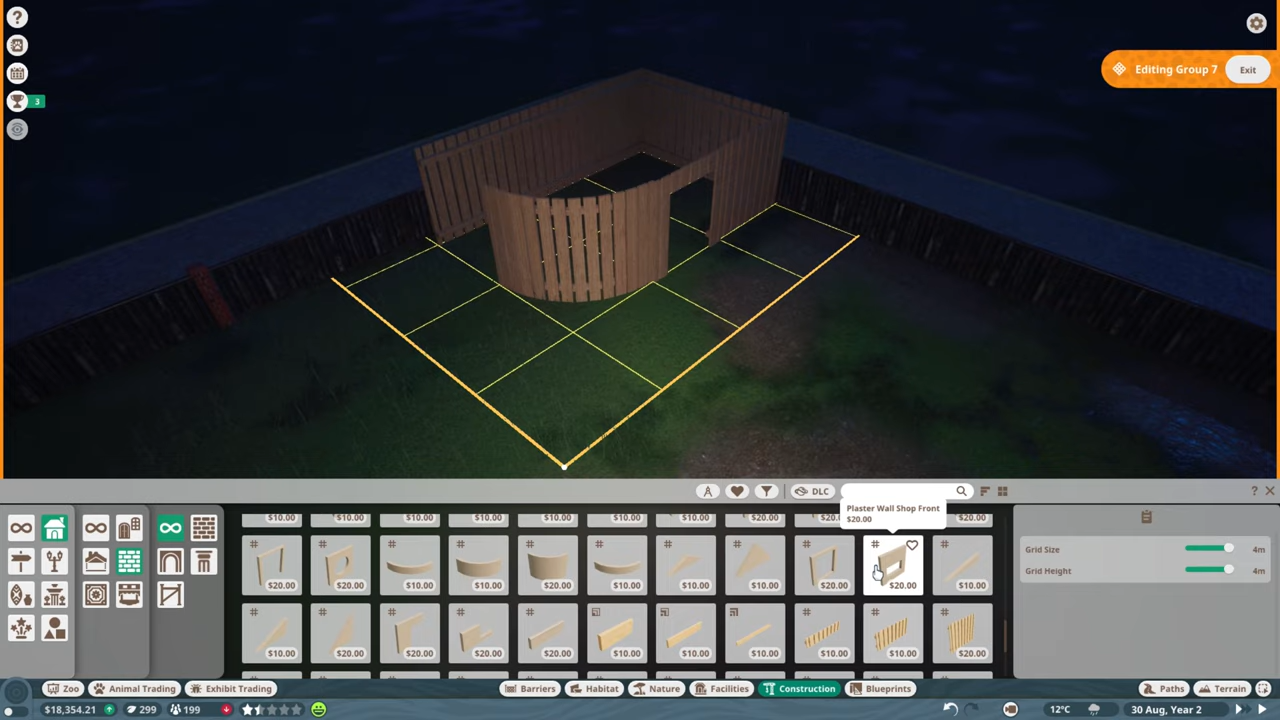 ?
3
Editing Group 7 Exit
DLC
? X
$10.00 $10.00 $10.00 $10.00 $20.00 $10.00 $10.00 $20.00 $20.00 $20.00
Plaster Wall Shop Front
$20.00
$20.00 $20.00 $10.00 $10.00 $20.00 $10.00 $10.00 $10.00 $20.00 $20.00 $10.00
$10.00 $20.00 $20.00 $20.00 $20.00 $20.00 $10.00 $10.00 $10.00 $10.00 $20.00
Grid Size 4m
Grid Height 4m
Zoo Animal Trading Exhibit Trading Barriers Habitat Nature Facilities Construction Blueprints Paths Terrain
$18,354.21 299 199 12°C 30 Aug, Year 2